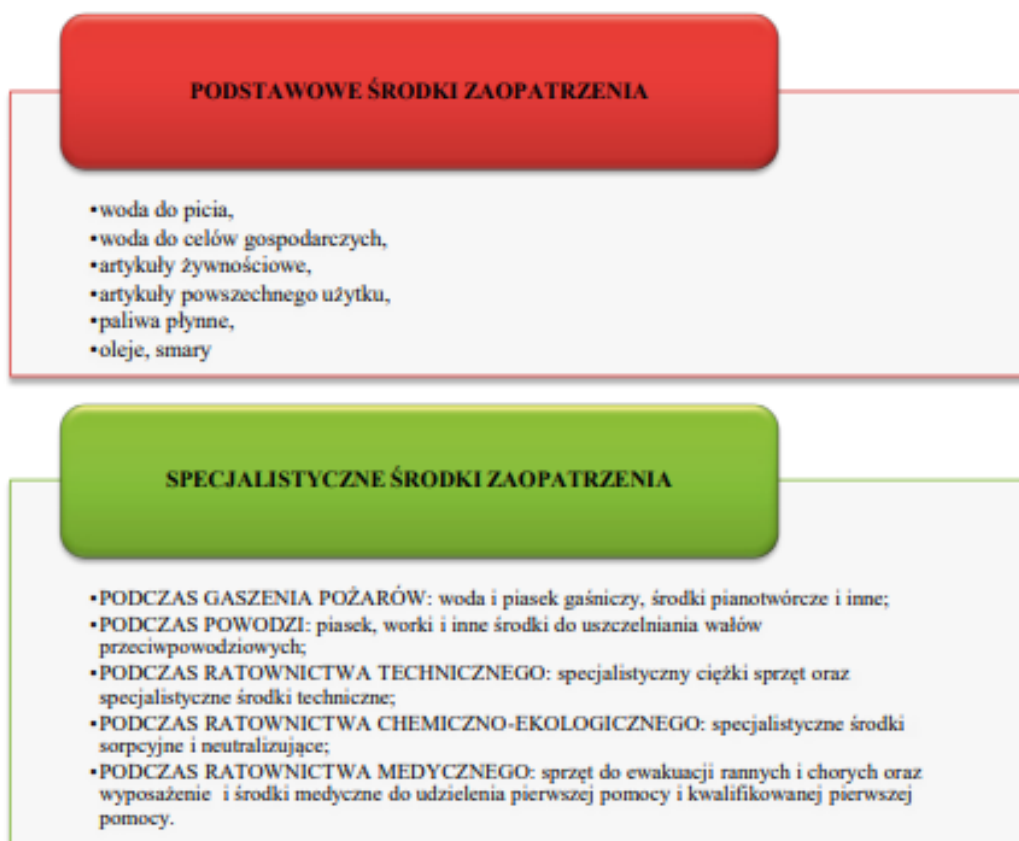 PODSTAWOWE ŚRODKI ZAOPATRZENIA
•woda do picia,
•woda do celów gospodarczych,
•artykuły żywnościowe,
•artykuły powszechnego użytku,
•paliwa płynne,
•oleje, smary
SPECJALISTYCZNE ŚRODKI ZAOPATRZENIA
•PODCZAS GASZENIA POŻARÓW: woda i piasek gaśniczy, środki pianotwórcze i inne;
•PODCZAS POWODZI: piasek, worki i inne środki do uszczelniania wałów
przeciwpowodziowych;
•PODCZAS RATOWNICTWA TECHNICZNEGO: specjalistyczny ciężki sprzęt oraz
specjalistyczne środki techniczne;
•PODCZAS RATOWNICTWA CHEMICZNO-EKOLOGICZNEGO: specjalistyczne środki
sorpcyjne i neutralizujące;
•PODCZAS RATOWNICTWA MEDYCZNEGO: sprzęt do ewakuacji rannych i chorych oraz
wyposażenie i środki medyczne do udzielenia pierwszej pomocy i kwalifikowanej pierwszej
pomocy.